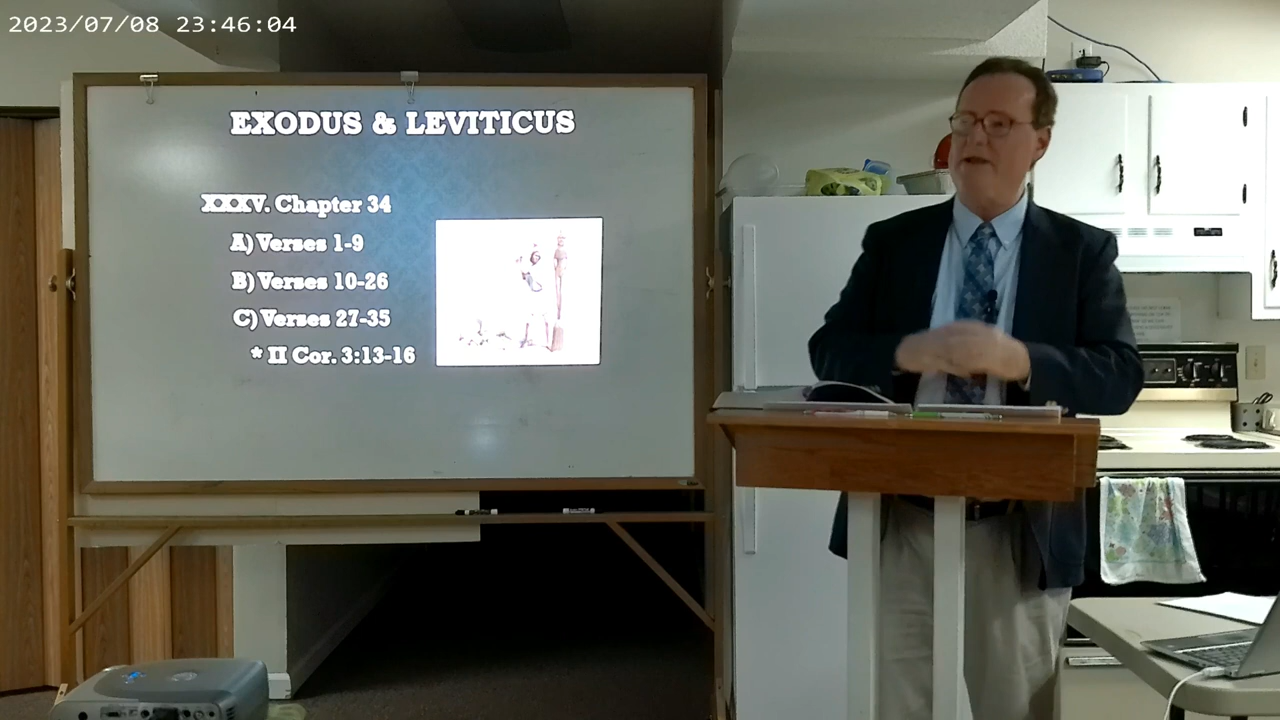 2023/07/08 23:46:04
EXODUS & LEVITICUS
XXXV. Chapter 34
A) Verses 1-9
B) Verses 10-26
C) Verses 27-35
* II Cor. 3:13-16